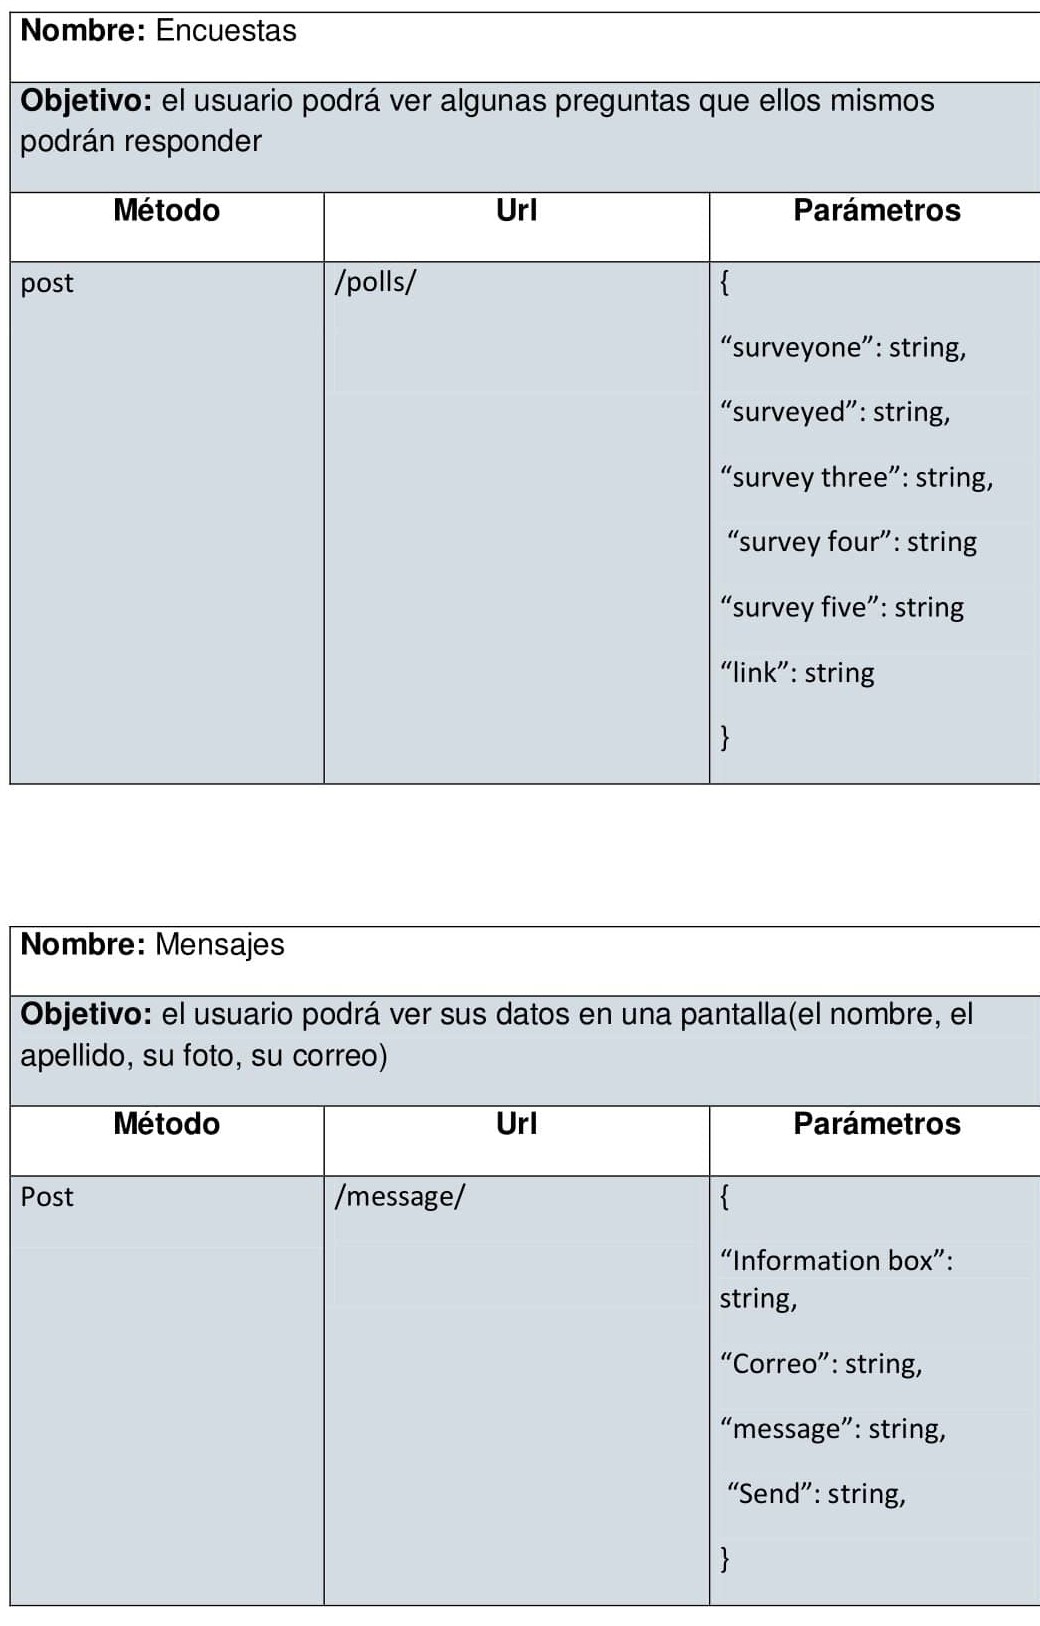 Nombre: Encuestas
Objetivo: el usuario podrá ver algunas preguntas que ellos mismos
podrán responder
Método Url Parámetros
post /polls/ {
“surveyone”: string,
“surveyed”: string,
“survey three”: string,
“survey four”: string
“survey five”: string
“link”: string
}
Nombre: Mensajes
Objetivo: el usuario podrá ver sus datos en una pantalla(el nombre, el
apellido, su foto, su correo)
Método Url Parámetros
Post /message/ {
“Information box”:
string,
“Correo”: string,
“message”: string,
“Send”: string,
}